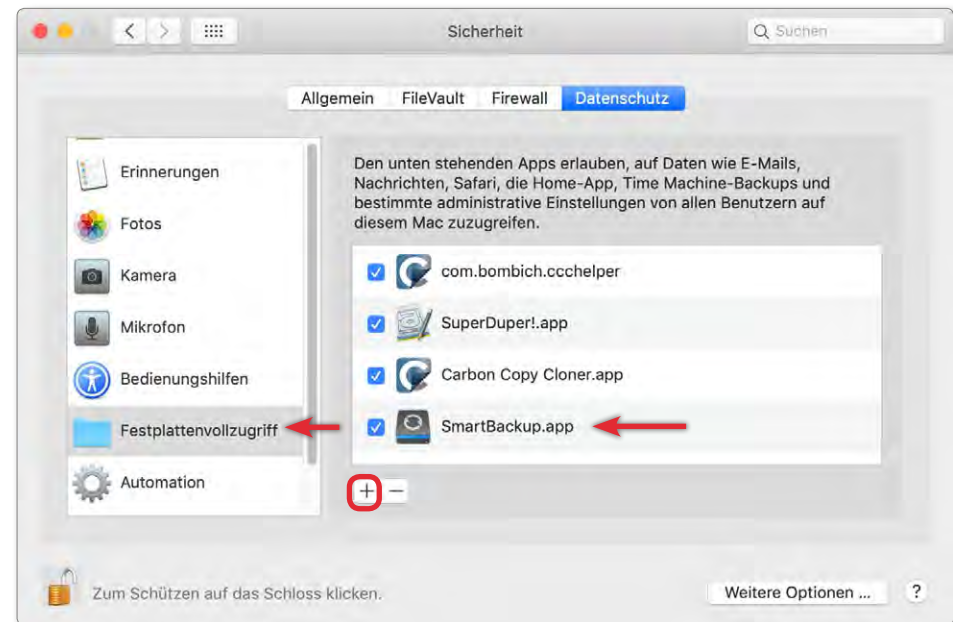 Sicherheit
Suchen
Allgemein FileVault Firewall Datenschutz
Erinnerungen
Fotos
Kamera
Mikrofon
Bedienungshilfen
Festplattenvollzugriff
Automation
Den unten stehenden Apps erlauben, auf Daten wie E-Mails,
Nachrichten, Safari, die Home-App, Time Machine-Backups und
bestimmte administrative Einstellungen von allen Benutzern auf
diesem Mac zuzugreifen.
com.bombich.ccchelper
SuperDuper!.app
Carbon Copy Cloner.app
SmartBackup.app
+ −
Zum Schützen auf das Schloss klicken.
Weitere Optionen ... ?